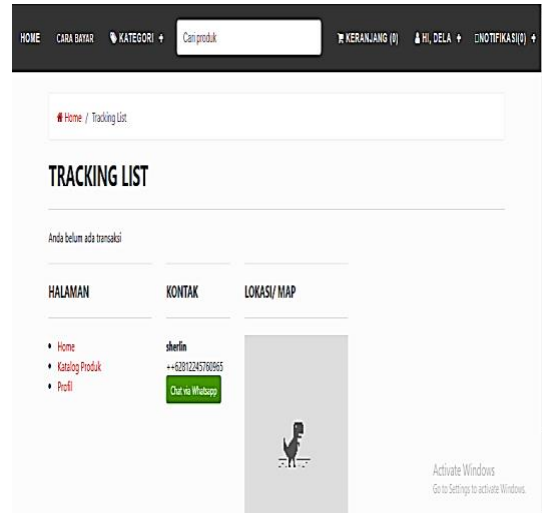 HOME CARA BAYAR KATEGORI + Cari produk KERANJANG (0) HI, DELA + NOTIFIKASI(0) +
Home / Tracking List
TRACKING LIST
Anda belum ada transaksi
HALAMAN KONTAK LOKASI/ MAP
Home
Katalog Produk
Profil
sherlin
++62812245760965
Chat via Whatsapp
Activate Windows
Go to Settings to activate Windows.